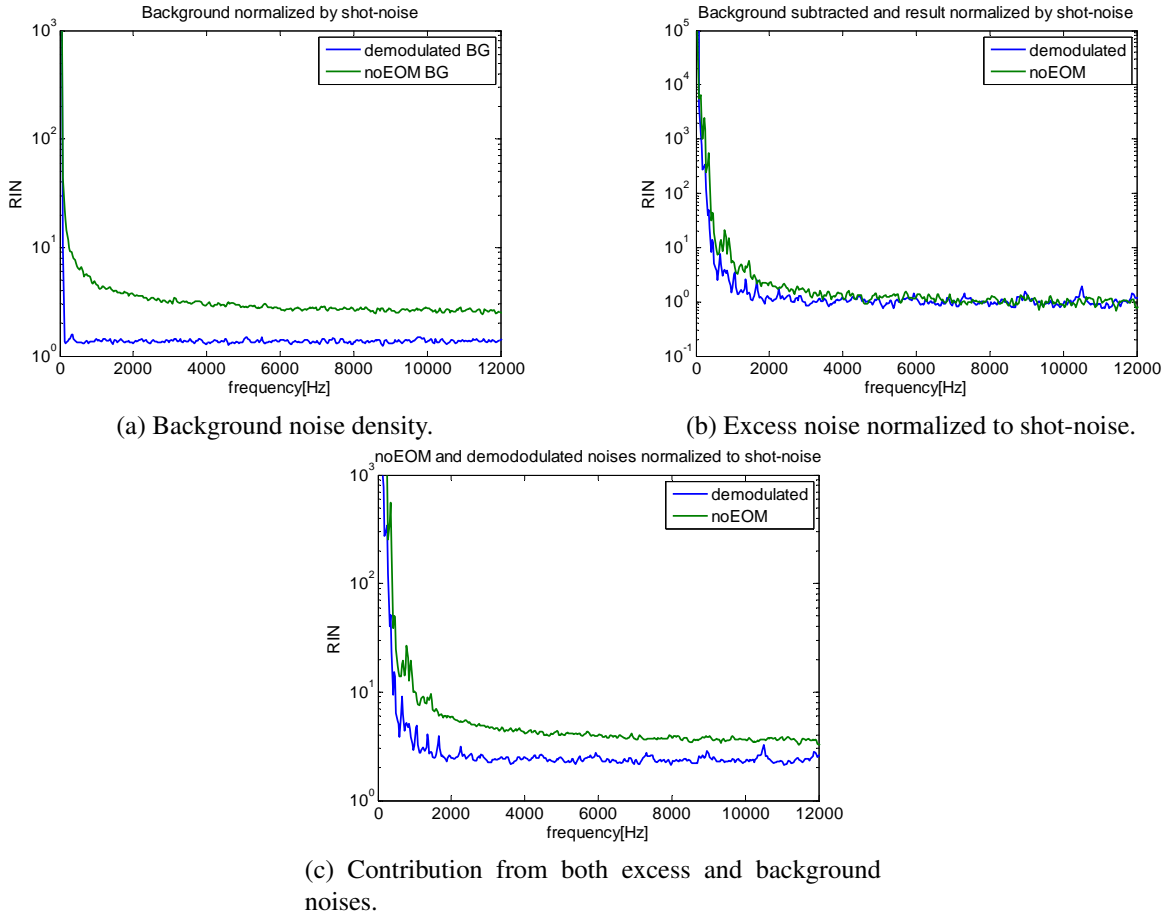 Background normalized by shot-noise
10^3
10^2
10^1
10^0
RIN
demodulated BG
noEOM BG
0 2000 4000 6000 8000 10000 12000
frequency[Hz]
(a) Background noise density.
Background subtracted and result normalized by shot-noise
10^5
10^4
10^3
10^2
10^1
10^0
10^-1
RIN
demodulated
noEOM
0 2000 4000 6000 8000 10000 12000
frequency[Hz]
(b) Excess noise normalized to shot-noise.
noEOM and demododulated noises normalized to shot-noise
10^3
10^2
10^1
10^0
RIN
demodulated
noEOM
0 2000 4000 6000 8000 10000 12000
frequency[Hz]
(c) Contribution from both excess and background
noises.